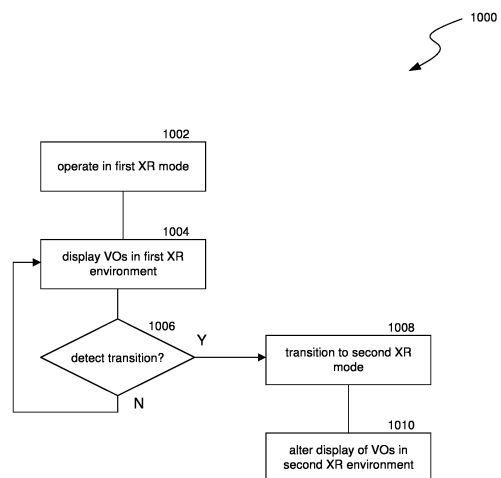 1000
1002
operate in first XR mode
1004
display VOs in first XR
environment
1006
detect transition?
Y
N
1008
transition to second XR
mode
1010
alter display of VOs in
second XR environment